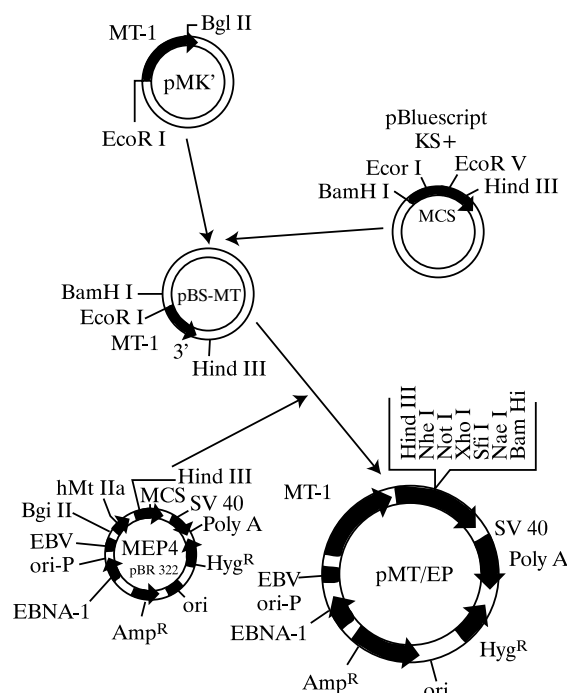 Bgl II
MT-1
pMK'
EcoR I
pBluescript
KS+
Ecor I
EcoR V
BamH I
Hind III
MCS
BamH I
pBS-MT
EcoR I
MT-1
3'
Hind III
Hind III
Nhe I
Not I
Xho I
Sfi I
Nae I
Bam Hi
MT-1
SV 40
Poly A
pMT/EP
EBV
ori-P
EBNA-1
HygR
AmpR
ori
Hind III
hMt IIa
MCS
SV 40
Bgi II
Poly A
EBV
MEP4
ori-P
pBR 322
HygR
EBNA-1
ori
AmpR